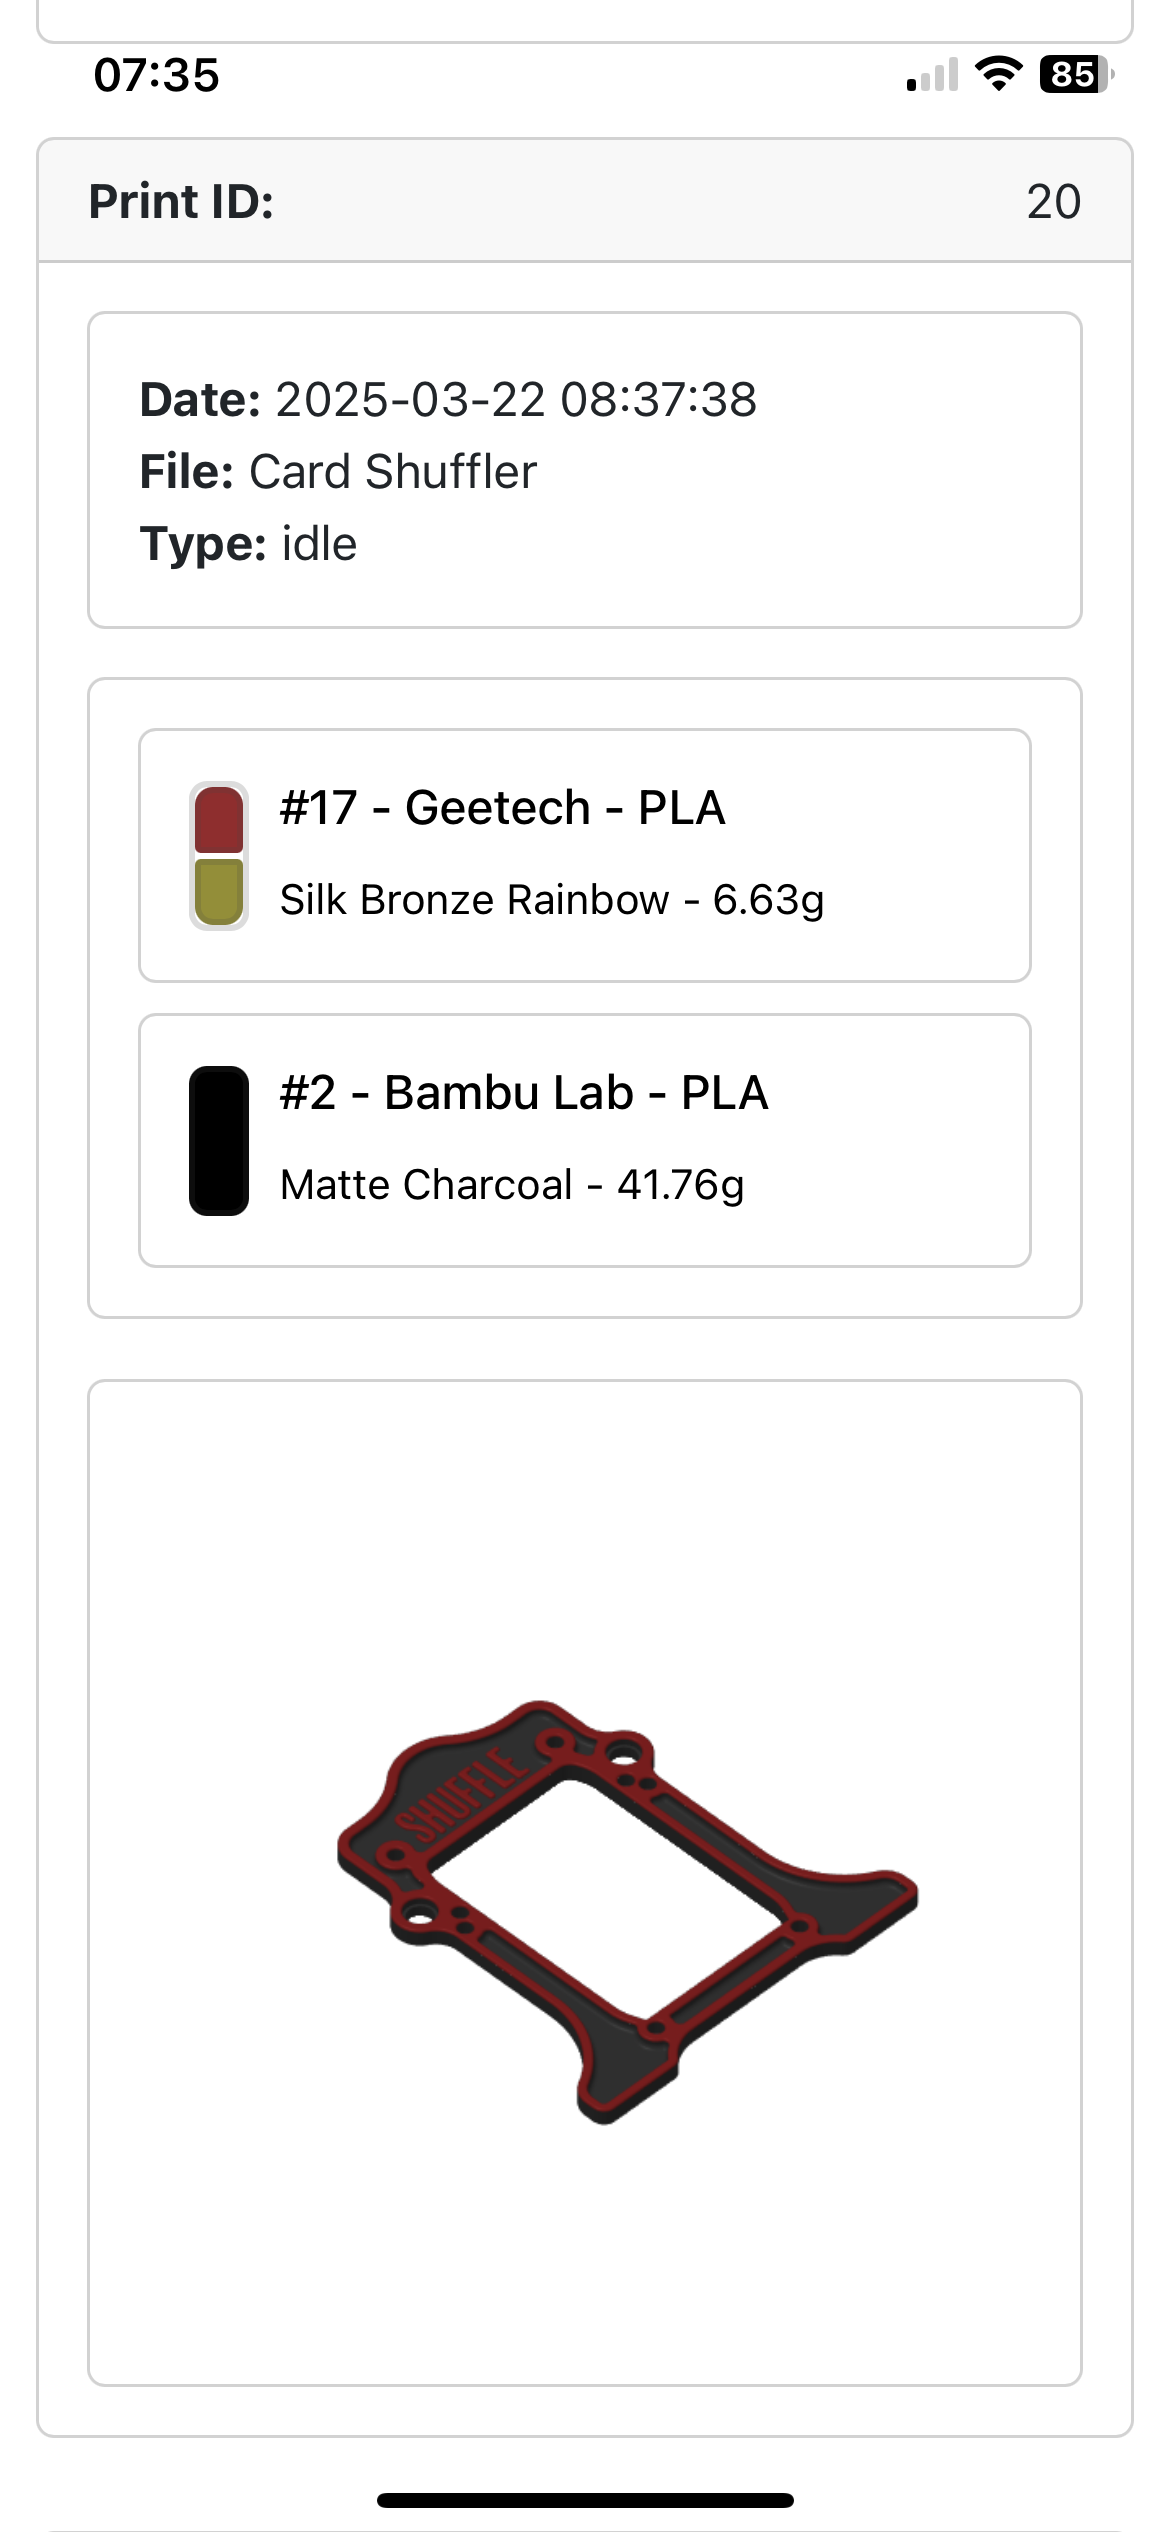 07:35
85
Print ID: 20
Date: 2025-03-22 08:37:38
File: Card Shuffler
Type: idle
#17 - Geetech - PLA
Silk Bronze Rainbow - 6.63g
#2 - Bambu Lab - PLA
Matte Charcoal - 41.76g
SHUFFLE